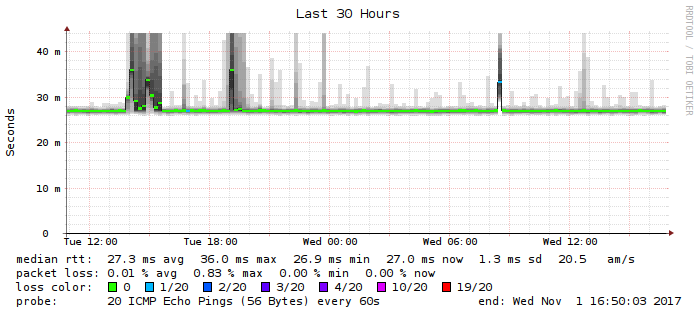 Last 30 Hours
RRDTOOL / TOBI OETIKER
Seconds
40 m
30 m
20 m
10 m
0
Tue 12:00 Tue 18:00 Wed 00:00 Wed 06:00 Wed 12:00
median rtt: 27.3 ms avg 36.0 ms max 26.9 ms min 27.0 ms now 1.3 ms sd 20.5 am/s
packet loss: 0.01 % avg 0.83 % max 0.00 % min 0.00 % now
loss color: 0 1/20 2/20 3/20 4/20 10/20 19/20
probe: 20 ICMP Echo Pings (56 Bytes) every 60s end: Wed Nov 1 16:50:03 2017